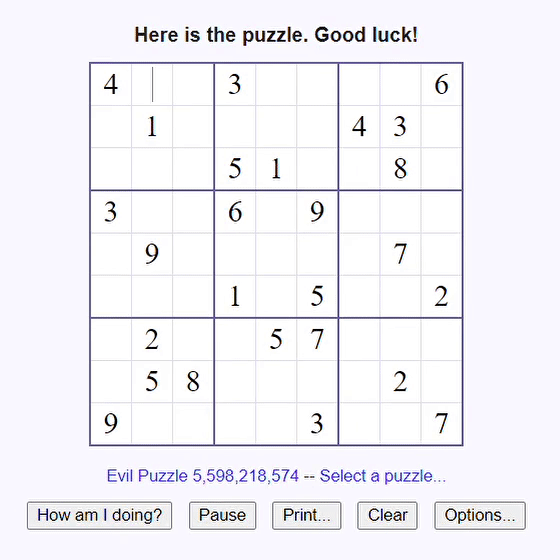 Here is the puzzle. Good luck!
4 3 6
1 4 3
5 1 8
3 6 9
9 7
1 5 2
2 5 7
5 8 2
9 3 7
Evil Puzzle 5,598,218,574 -- Select a puzzle...
How am I doing? Pause Print... Clear Options...